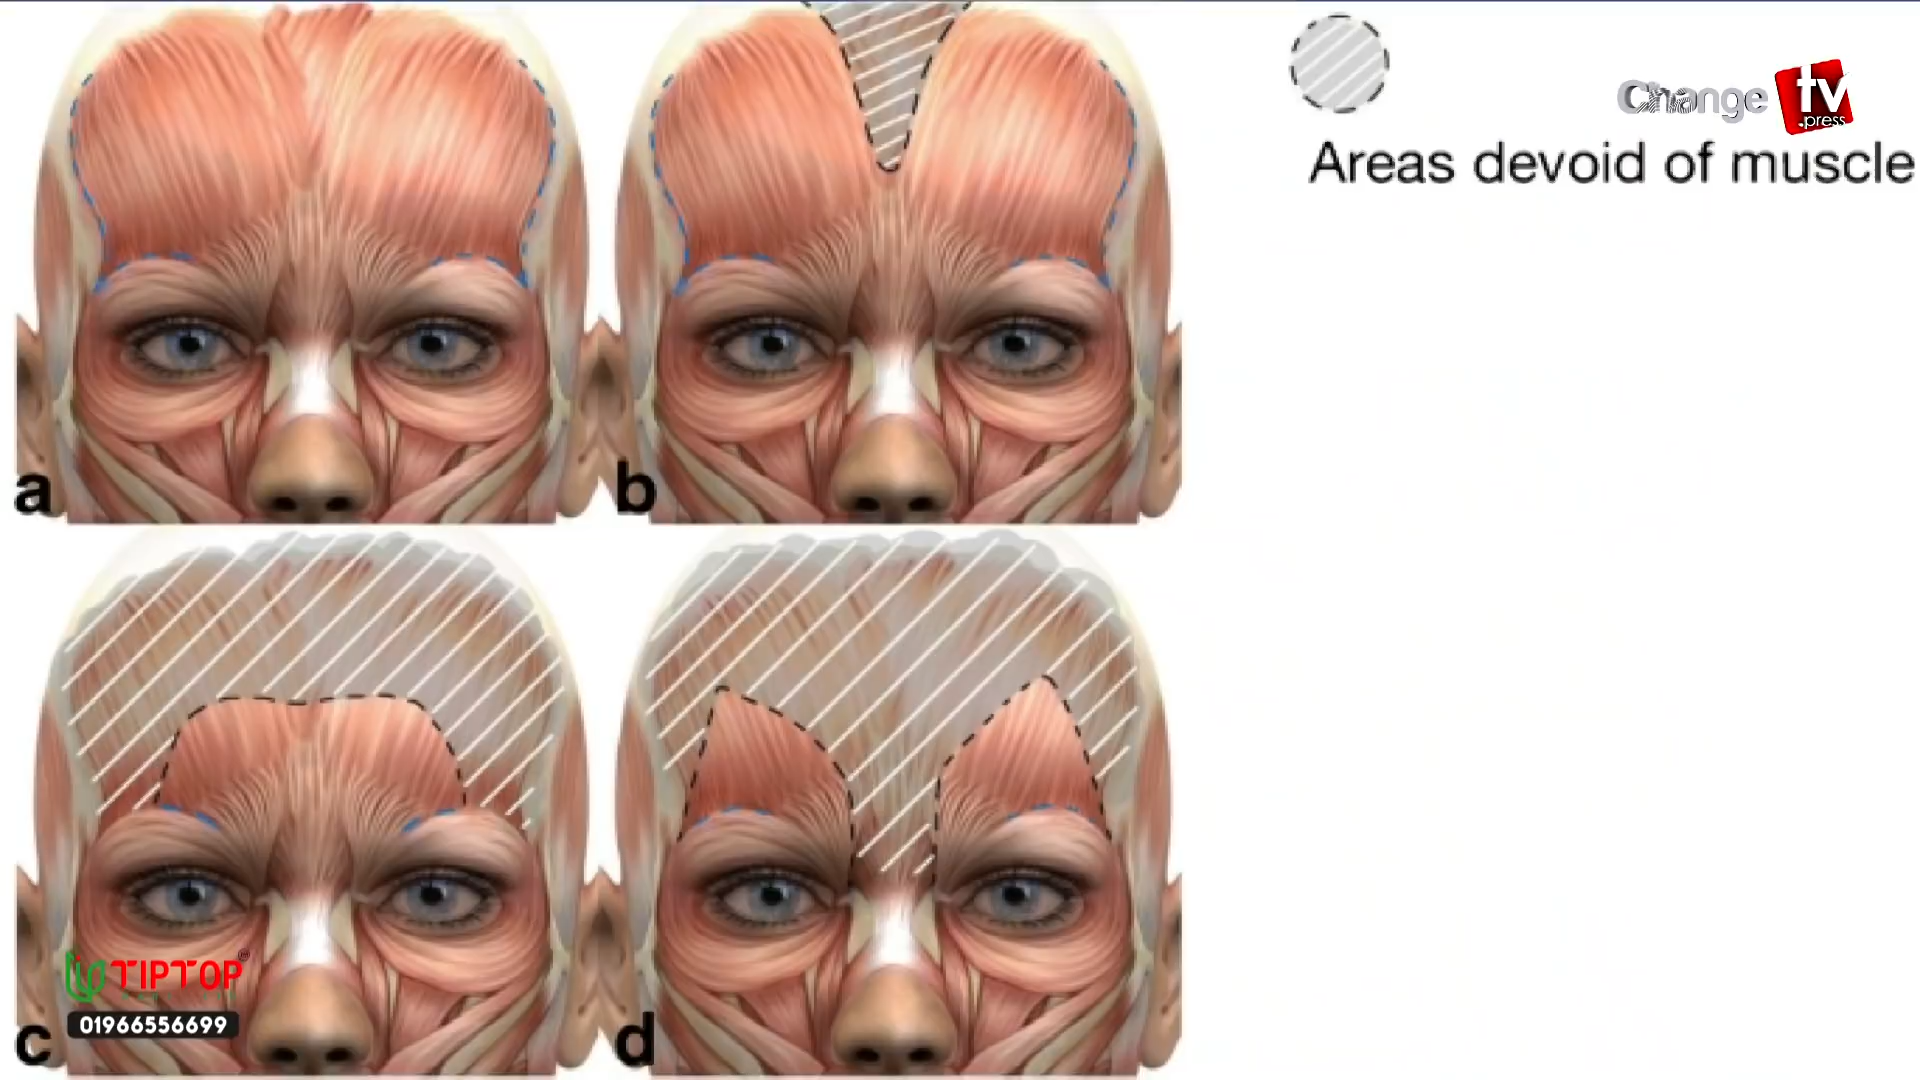 Change
tv
.press
Areas devoid of muscle
a
b
TIPTOP
01966556699
c
d